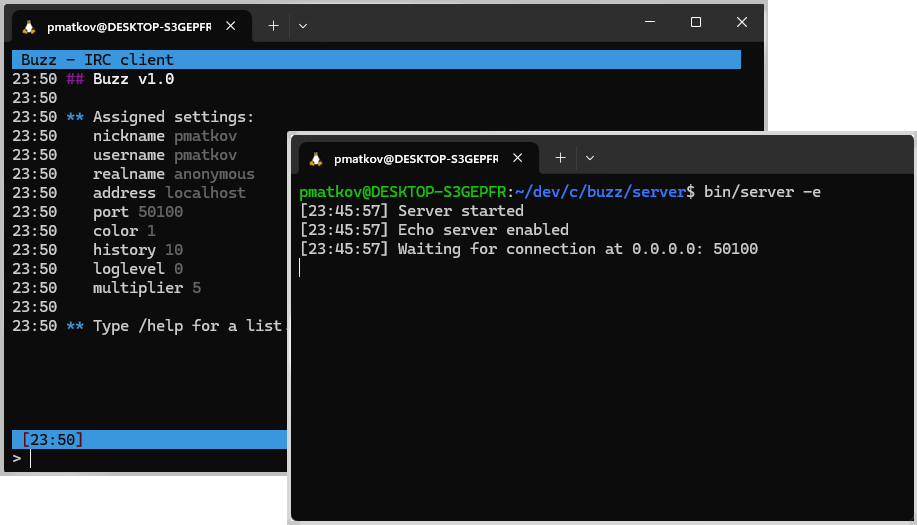 pmatkov@DESKTOP-S3GEPFR
Buzz - IRC client
23:50 ## Buzz v1.0
23:50
23:50 ** Assigned settings:
23:50 nickname pmatkov
23:50 username pmatkov
23:50 realname anonymous
23:50 address localhost
23:50 port 50100
23:50 color 1
23:50 history 10
23:50 loglevel 0
23:50 multiplier 5
23:50
23:50 ** Type /help for a list
[23:50]
>
pmatkov@DESKTOP-S3GEPFR
pmatkov@DESKTOP-S3GEPFR:~/dev/c/buzz/server$ bin/server -e
[23:45:57] Server started
[23:45:57] Echo server enabled
[23:45:57] Waiting for connection at 0.0.0.0: 50100